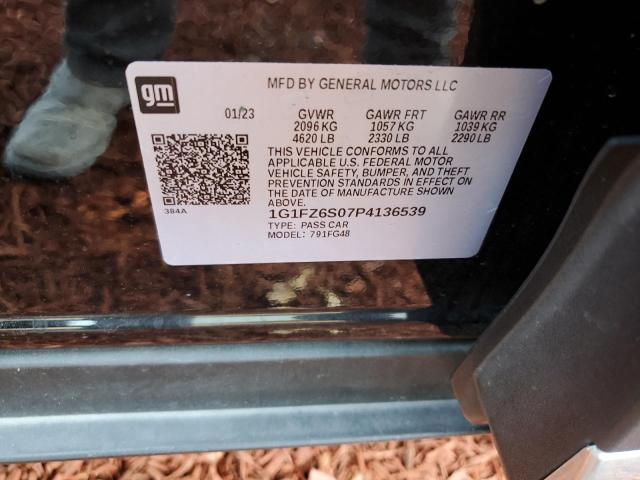 gm
MFD BY GENERAL MOTORS LLC
01/23 GVWR GAWR FRT GAWR RR
2096 KG 1057 KG 1039 KG
4620 LB 2330 LB 2290 LB
THIS VEHICLE CONFORMS TO ALL
APPLICABLE U.S. FEDERAL MOTOR
VEHICLE SAFETY, BUMPER, AND THEFT
PREVENTION STANDARDS IN EFFECT ON
THE DATE OF MANUFACTURE SHOWN
ABOVE.
384A
1G1FZ6S07P4136539
TYPE: PASS CAR
MODEL: 791FG48